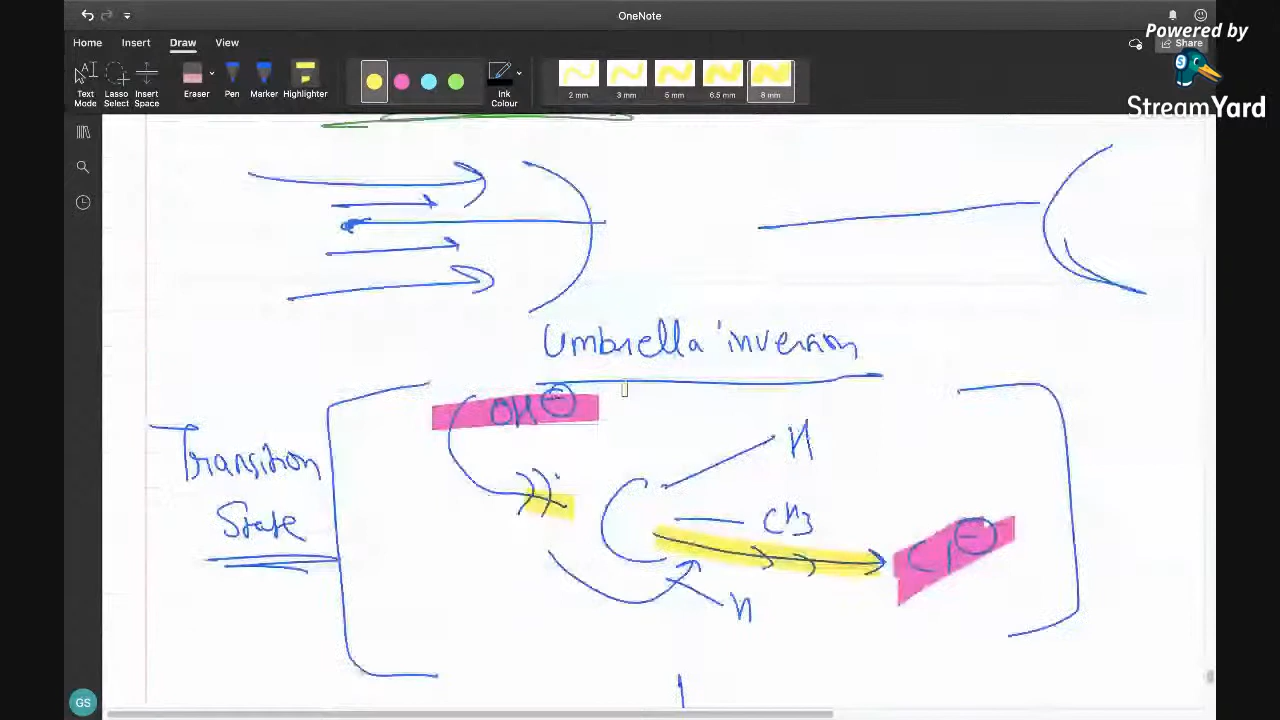 OneNote
Powered by
StreamYard
Home Insert Draw View
Share
Text Mode
Lasso Select
Insert Space
Eraser
Pen
Marker
Highlighter
Ink Colour
2 mm
3 mm
5 mm
6.5 mm
8 mm
Umbrella inversion
Transition
State
OH⊖
H
C
CH3
Cl⊖
H
GS